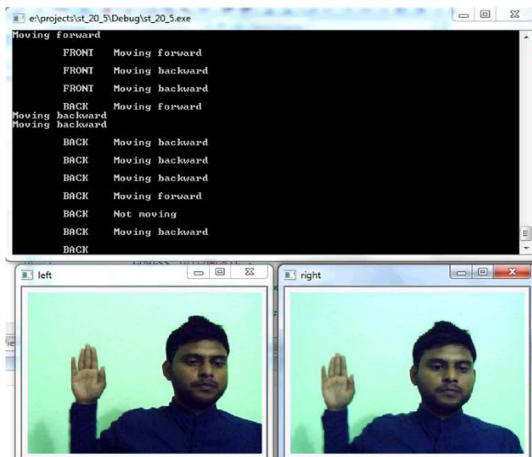 e:\projects\st_20_5\Debug\st_20_5.exe
Moving forward
FRONT Moving forward
FRONT Moving backward
FRONT Moving backward
BACK Moving forward
Moving backward
Moving backward
BACK Moving backward
BACK Moving backward
BACK Moving backward
BACK Moving forward
BACK Not moving
BACK Moving backward
BACK
left
right